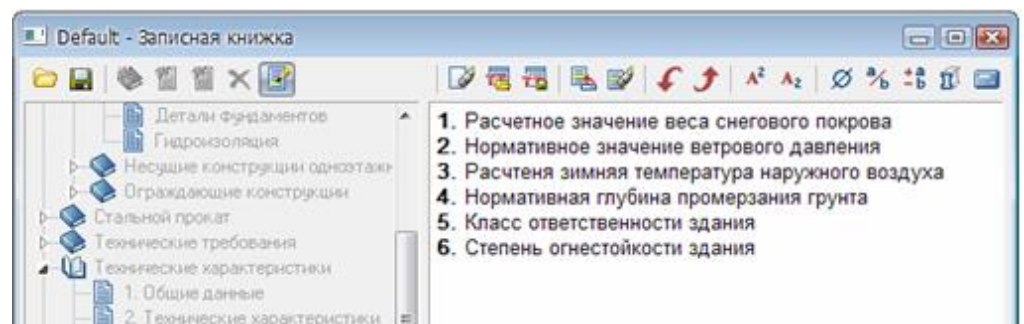 Default - Записная книжка
Детали фундаментов
Гидроизоляция
Несущие конструкции одноэтажн
Ограждающие конструкции
Стальной прокат
Технические требования
Технические характеристики
1. Общие данные
2. Технические характеристики
1. Расчетное значение веса снегового покрова
2. Нормативное значение ветрового давления
3. Расчтеня зимняя температура наружного воздуха
4. Нормативная глубина промерзания грунта
5. Класс ответственности здания
6. Степень огнестойкости здания